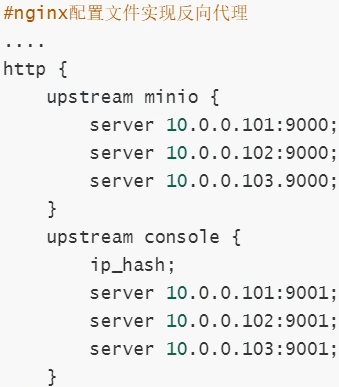 #nginx配置文件实现反向代理
....
http {
    upstream minio {
        server 10.0.0.101:9000;
        server 10.0.0.102:9000;
        server 10.0.0.103.9000;
    }
    upstream console {
        ip_hash;
        server 10.0.0.101:9001;
        server 10.0.0.102:9001;
        server 10.0.0.103:9001;
    }